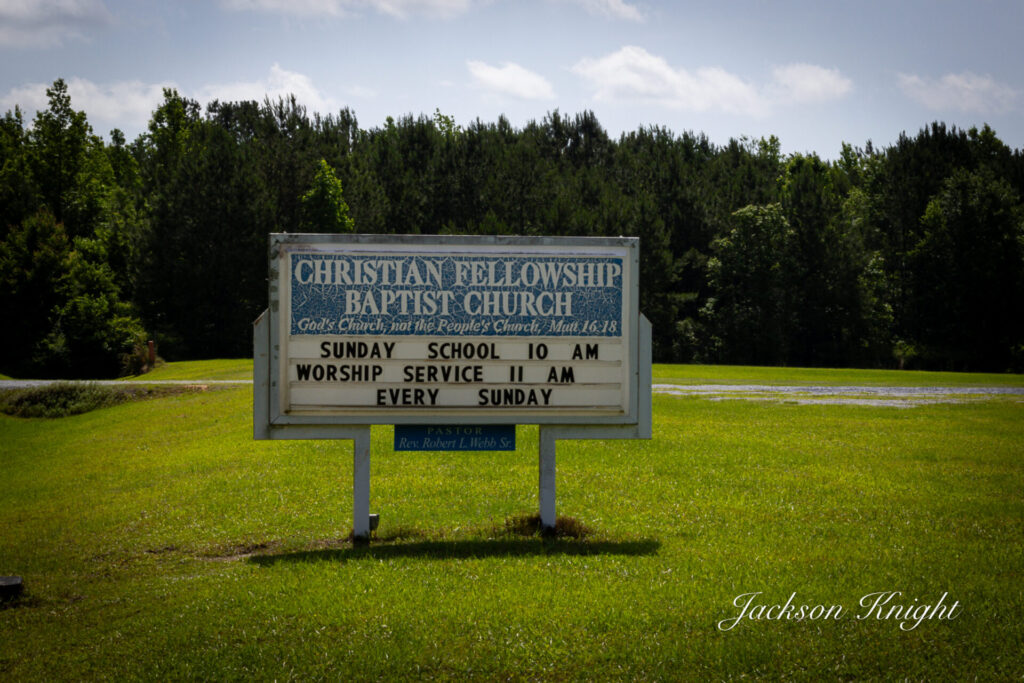 CHRISTIAN FELLOWSHIP
BAPTIST CHURCH
God's Church, not the People's Church, Matt 16:18
SUNDAY SCHOOL 10 AM
WORSHIP SERVICE 11 AM
EVERY SUNDAY
PASTOR
Rev. Robert L. Webb Sr.
Jackson Knight